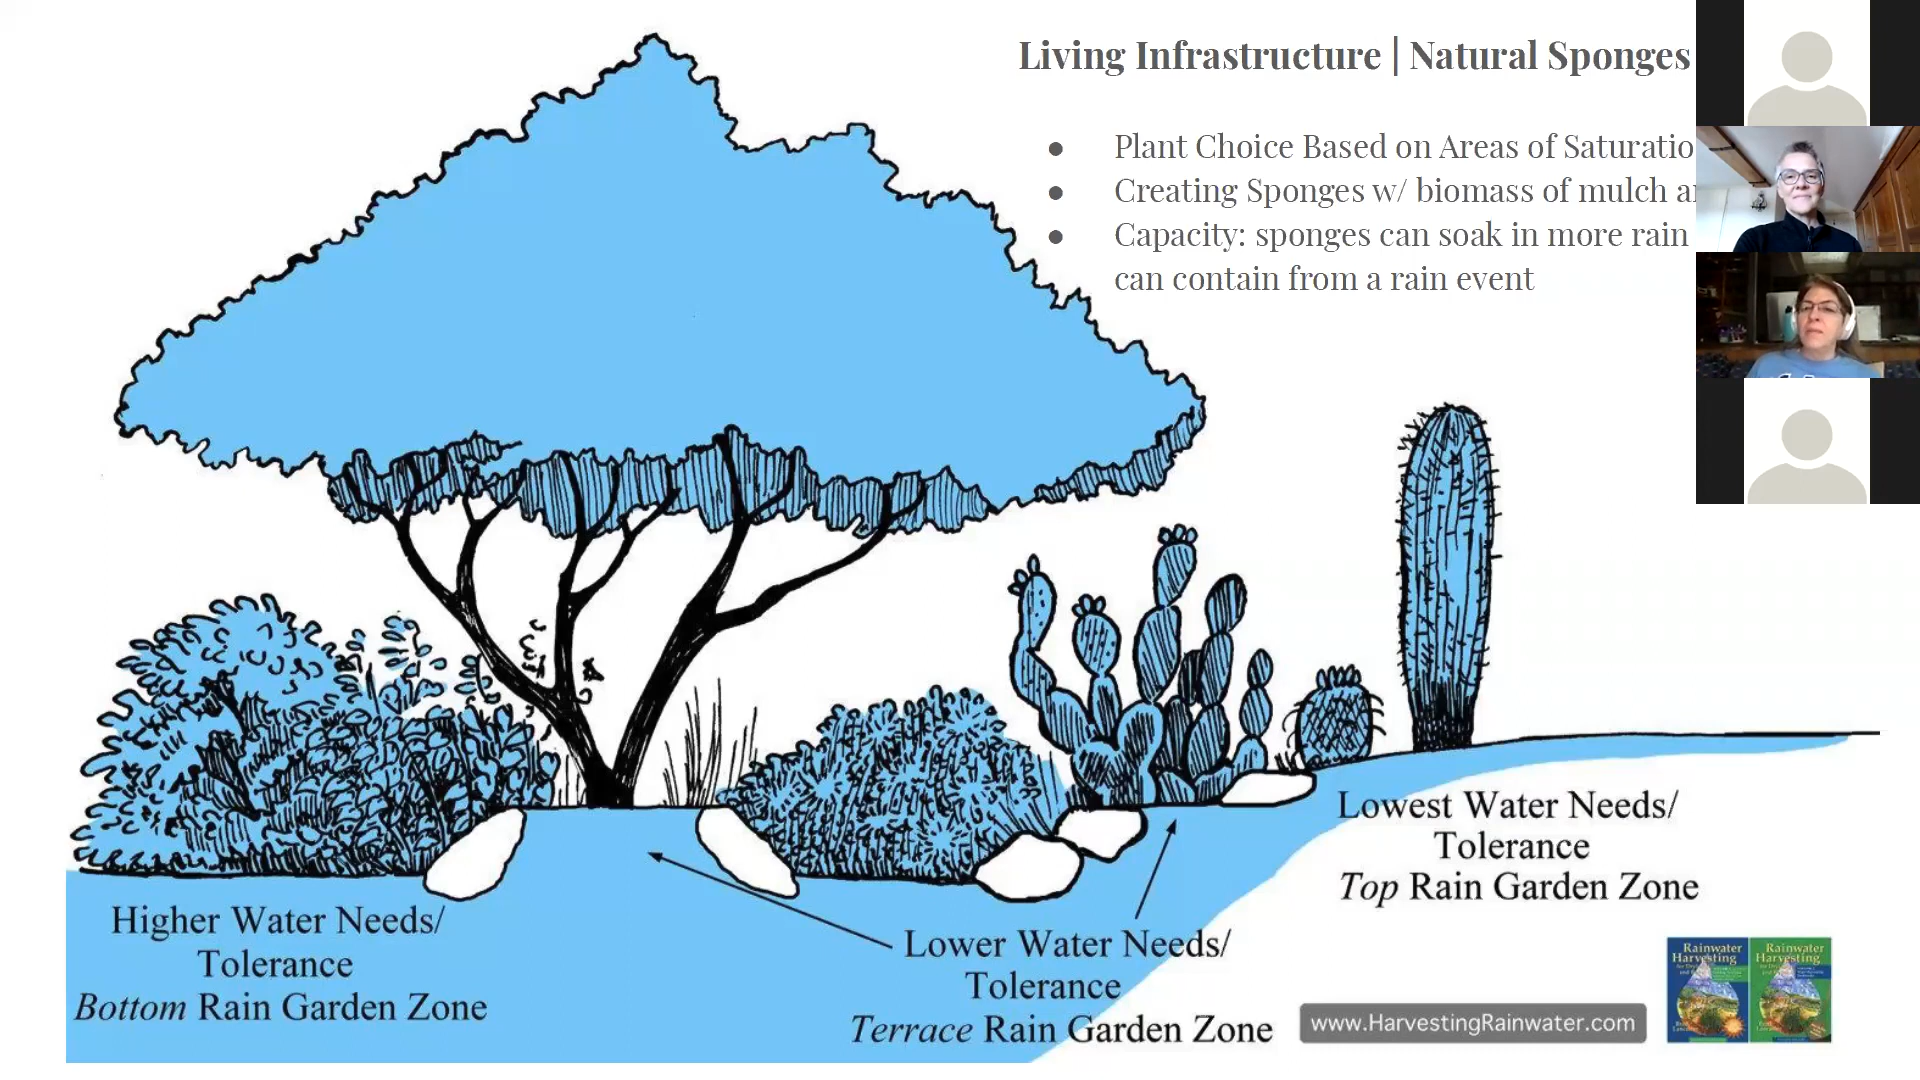 Living Infrastructure | Natural Sponges
● Plant Choice Based on Areas of Saturatio
● Creating Sponges w/ biomass of mulch a
● Capacity: sponges can soak in more rain
can contain from a rain event
Higher Water Needs/
Tolerance
Bottom Rain Garden Zone
Lower Water Needs/
Tolerance
Terrace Rain Garden Zone
Lowest Water Needs/
Tolerance
Top Rain Garden Zone
www.HarvestingRainwater.com
Rainwater
Harvesting
Rainwater
Harvesting